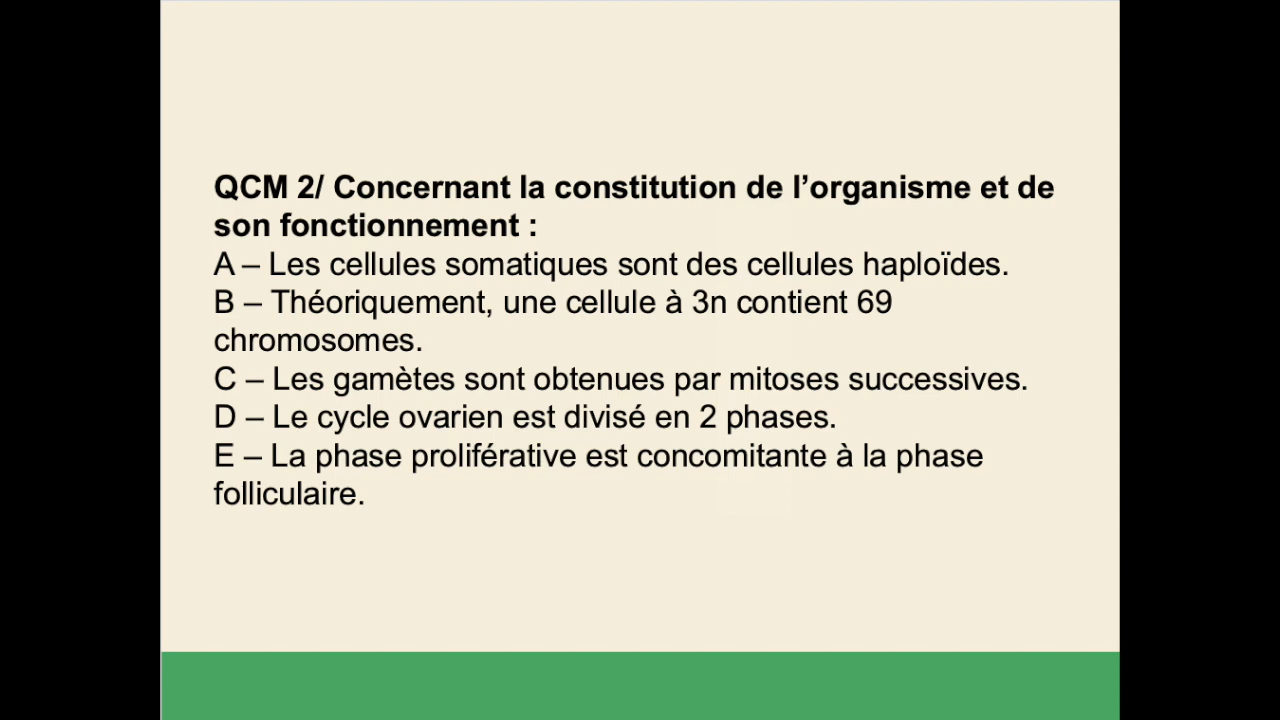 QCM 2/ Concernant la constitution de l’organisme et de
son fonctionnement :
A – Les cellules somatiques sont des cellules haploïdes.
B – Théoriquement, une cellule à 3n contient 69
chromosomes.
C – Les gamètes sont obtenues par mitoses successives.
D – Le cycle ovarien est divisé en 2 phases.
E – La phase proliférative est concomitante à la phase
folliculaire.